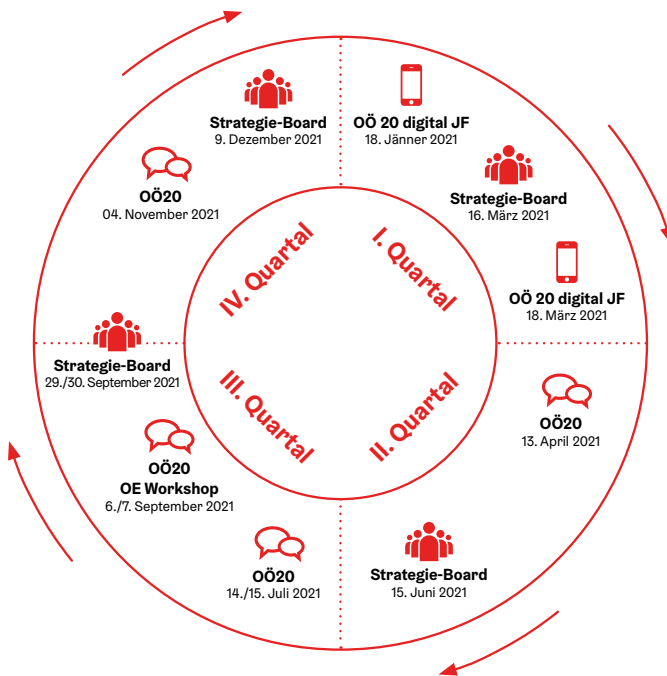 OÖ 20 digital JF
18. Jänner 2021
Strategie-Board
16. März 2021
OÖ 20 digital JF
18. März 2021
I. Quartal
OÖ20
13. April 2021
Strategie-Board
15. Juni 2021
II. Quartal
OÖ20
14./15. Juli 2021
OÖ20
OE Workshop
6./7. September 2021
Strategie-Board
29./30. September 2021
III. Quartal
OÖ20
04. November 2021
Strategie-Board
9. Dezember 2021
IV. Quartal